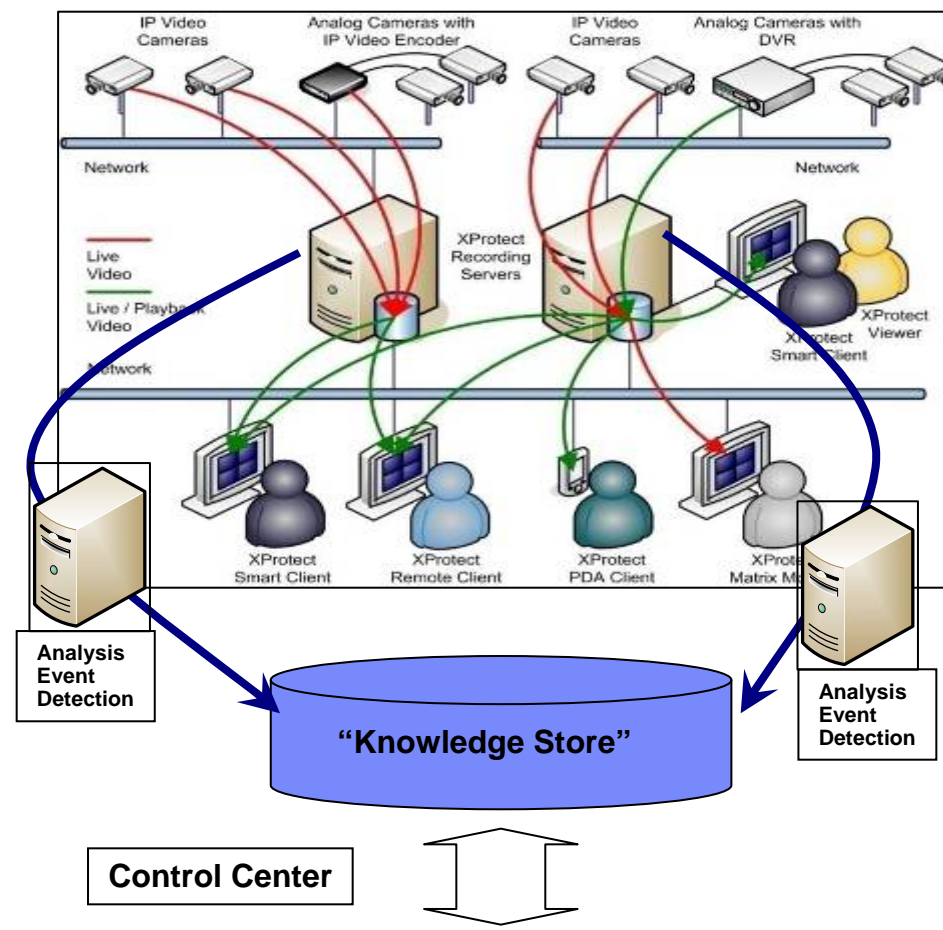 IP Video
Cameras
Analog Cameras with
IP Video Encoder
IP Video
Cameras
Analog Cameras with
DVR
Network
Network
XProtect
Recording
Servers
Live
Video
Live / Playback
Video
XProtect
Viewer
XProtect
Smart Client
Network
XProtect
Smart Client
XProtect
Remote Client
XProtect
PDA Client
XProtect
Matrix
Analysis
Event
Detection
Analysis
Event
Detection
“Knowledge Store”
Control Center